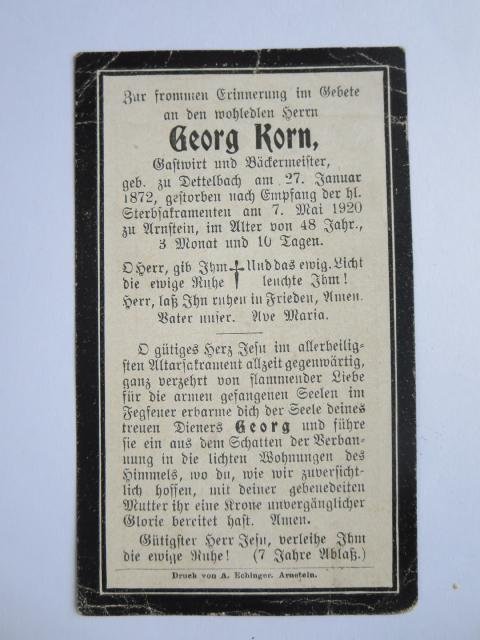 Zur frommen Erinnerung im Gebete
an den wohledlen Herrn
Georg Korn,
Gastwirt und Bäckermeister,
geb. zu Dettelbach am 27. Januar
1872, gestorben nach Empfang der hl.
Sterbsakramenten am 7. Mai 1920
zu Arnstein, im Alter von 48 Jahr.,
3 Monat und 10 Tagen.
O Herr, gib Ihm † Und das ewig. Licht
die ewige Ruhe leuchte Ihm!
Herr, laß Ihn ruhen in Frieden, Amen.
Vater unser. Ave Maria.
O gütiges Herz Jesu im allerheilig-
sten Altarsakrament allzeit gegenwärtig,
ganz verzehrt von flammender Liebe
für die armen gefangenen Seelen im
Fegfeuer erbarme dich der Seele deines
treuen Dieners Georg und führe
sie ein aus dem Schatten der Verban-
nung in die lichten Wohnungen des
Himmels, wo du, wie wir zuversicht-
lich hoffen, mit deiner gebenedeiten
Mutter ihr eine Krone unvergänglicher
Glorie bereitet hast. Amen.
Gütigster Herr Jesu, verleihe Ihm
die ewige Ruhe! (7 Jahre Ablaß.)
Druck von A. Echinger, Arnstein.